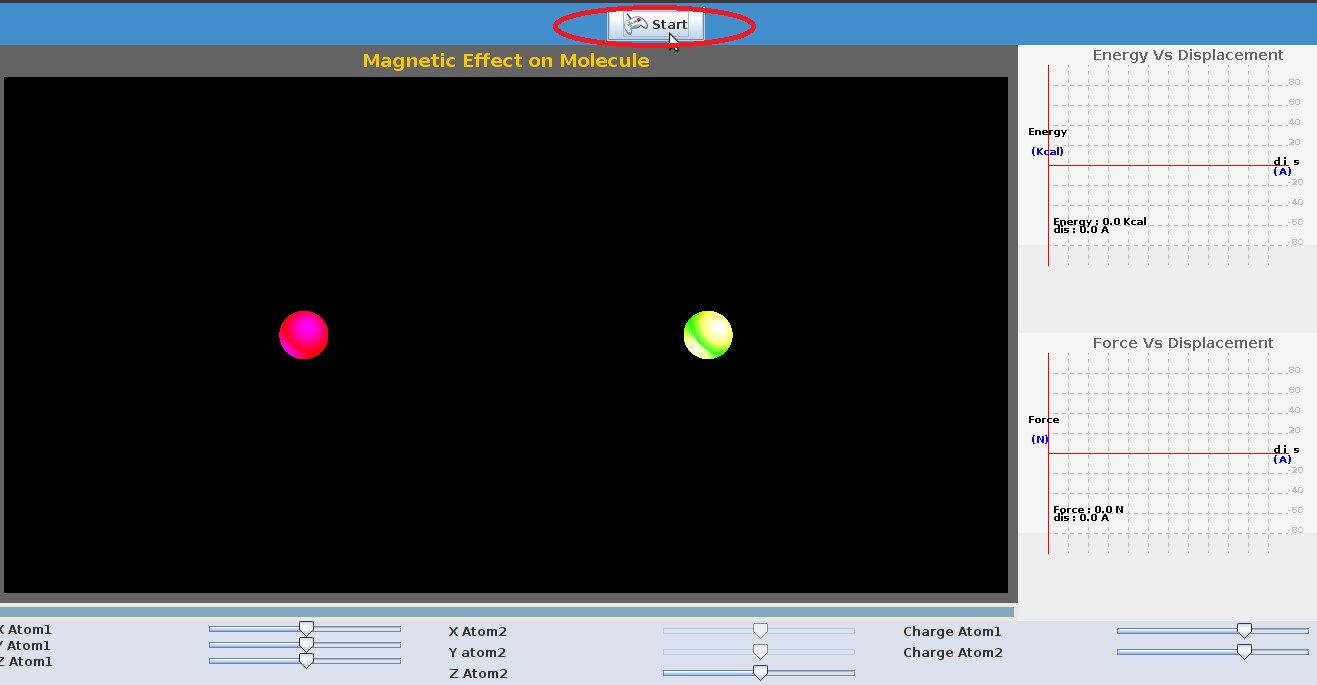 Start
Magnetic Effect on Molecule
Energy Vs Displacement
80
60
40
20
Energy
(Kcal)
dis
(A)
-20
-40
-60
-80
Energy : 0.0 Kcal
dis : 0.0 A
Force Vs Displacement
80
60
40
20
Force
(N)
dis
(A)
-20
-40
-60
-80
Force : 0.0 N
dis : 0.0 A
X Atom1
Y Atom1
Z Atom1
X Atom2
Y atom2
Z Atom2
Charge Atom1
Charge Atom2